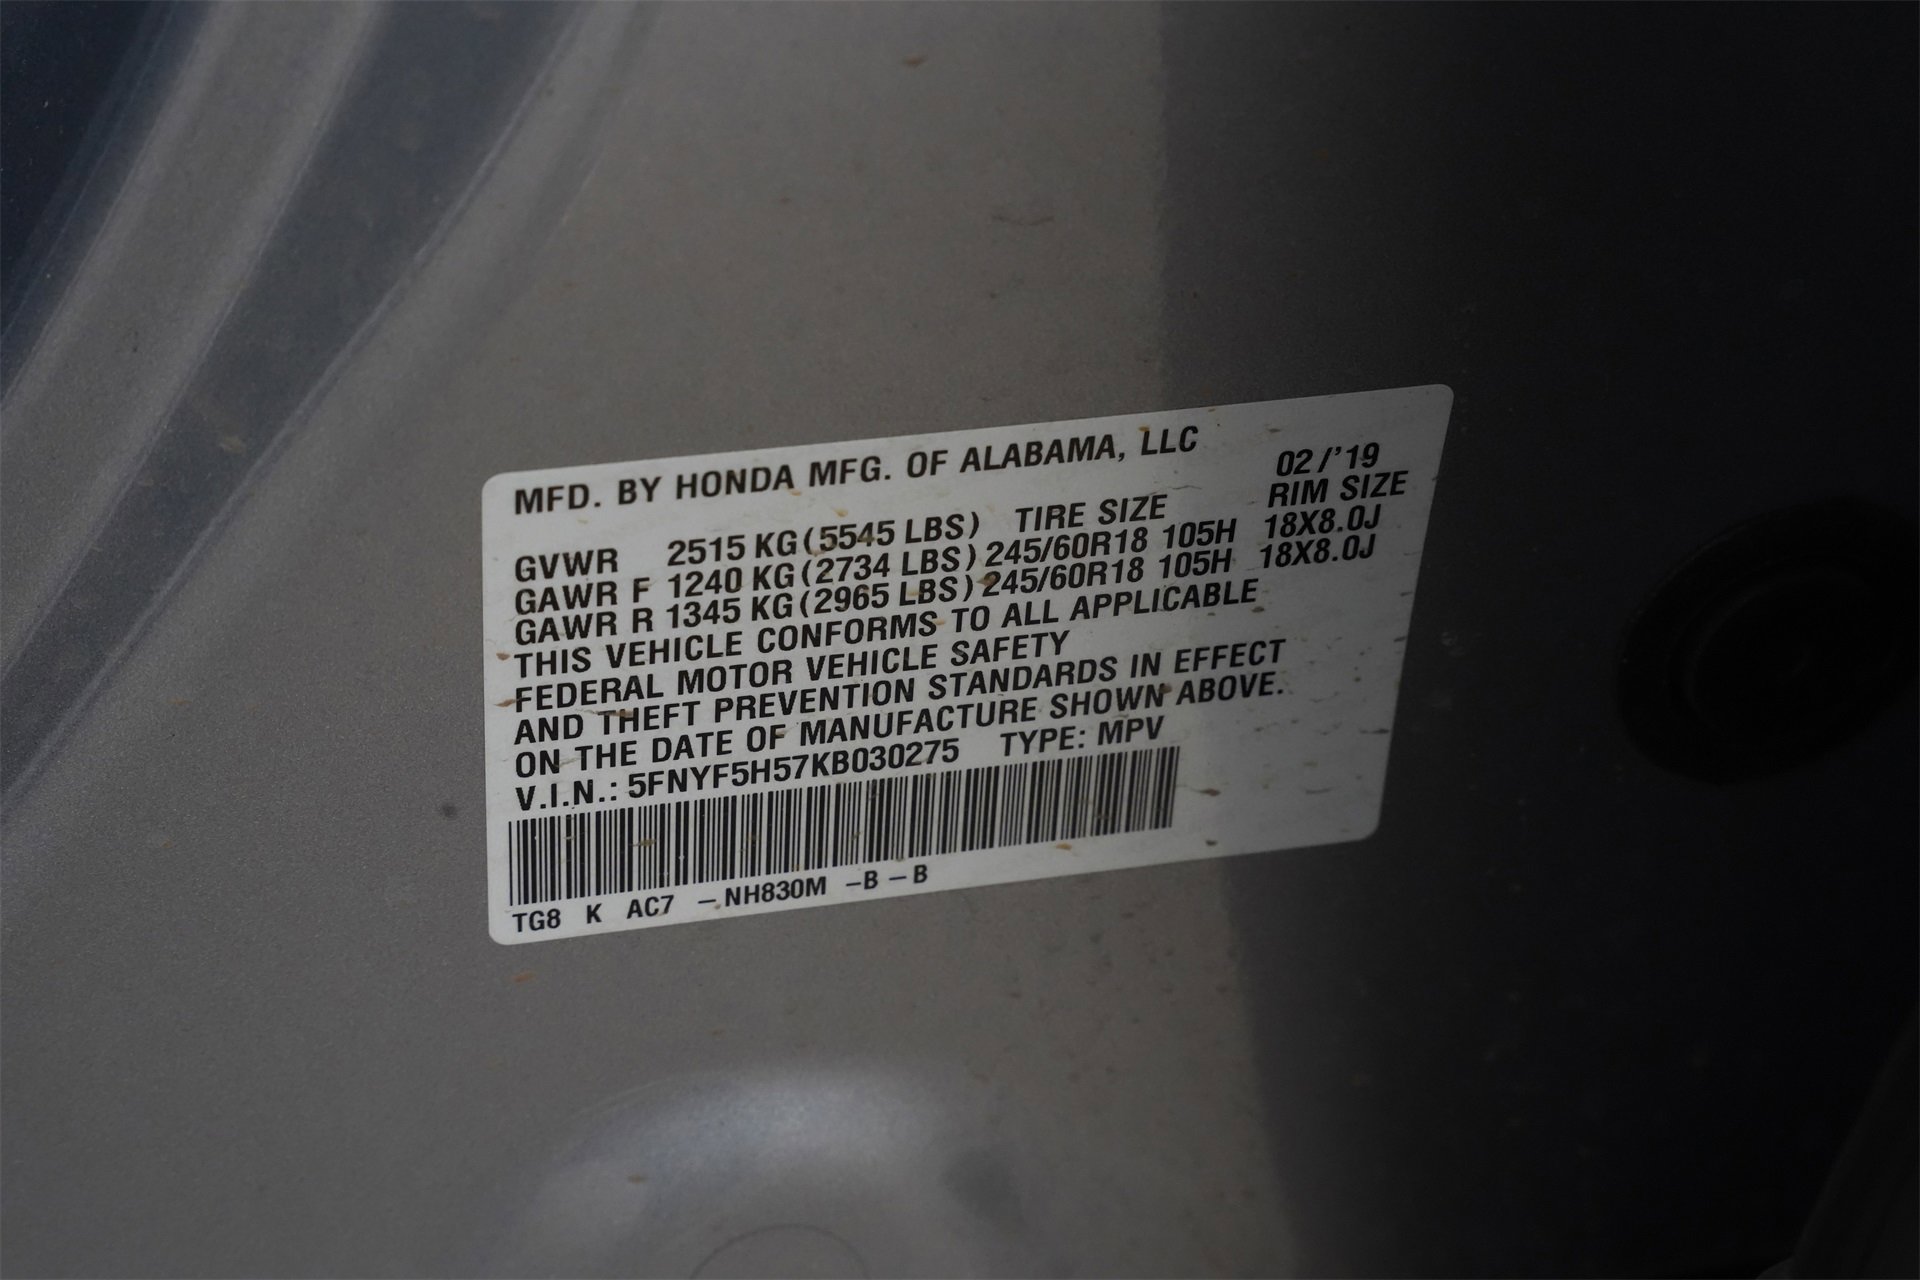 MFD. BY HONDA MFG. OF ALABAMA, LLC
02/'19
GVWR 2515 KG(5545 LBS) TIRE SIZE RIM SIZE
GAWR F 1240 KG(2734 LBS) 245/60R18 105H 18X8.0J
GAWR R 1345 KG(2965 LBS) 245/60R18 105H 18X8.0J
THIS VEHICLE CONFORMS TO ALL APPLICABLE
FEDERAL MOTOR VEHICLE SAFETY
AND THEFT PREVENTION STANDARDS IN EFFECT
ON THE DATE OF MANUFACTURE SHOWN ABOVE.
V.I.N.: 5FNYF5H57KB030275 TYPE: MPV
TG8 K AC7 –NH830M –B–B